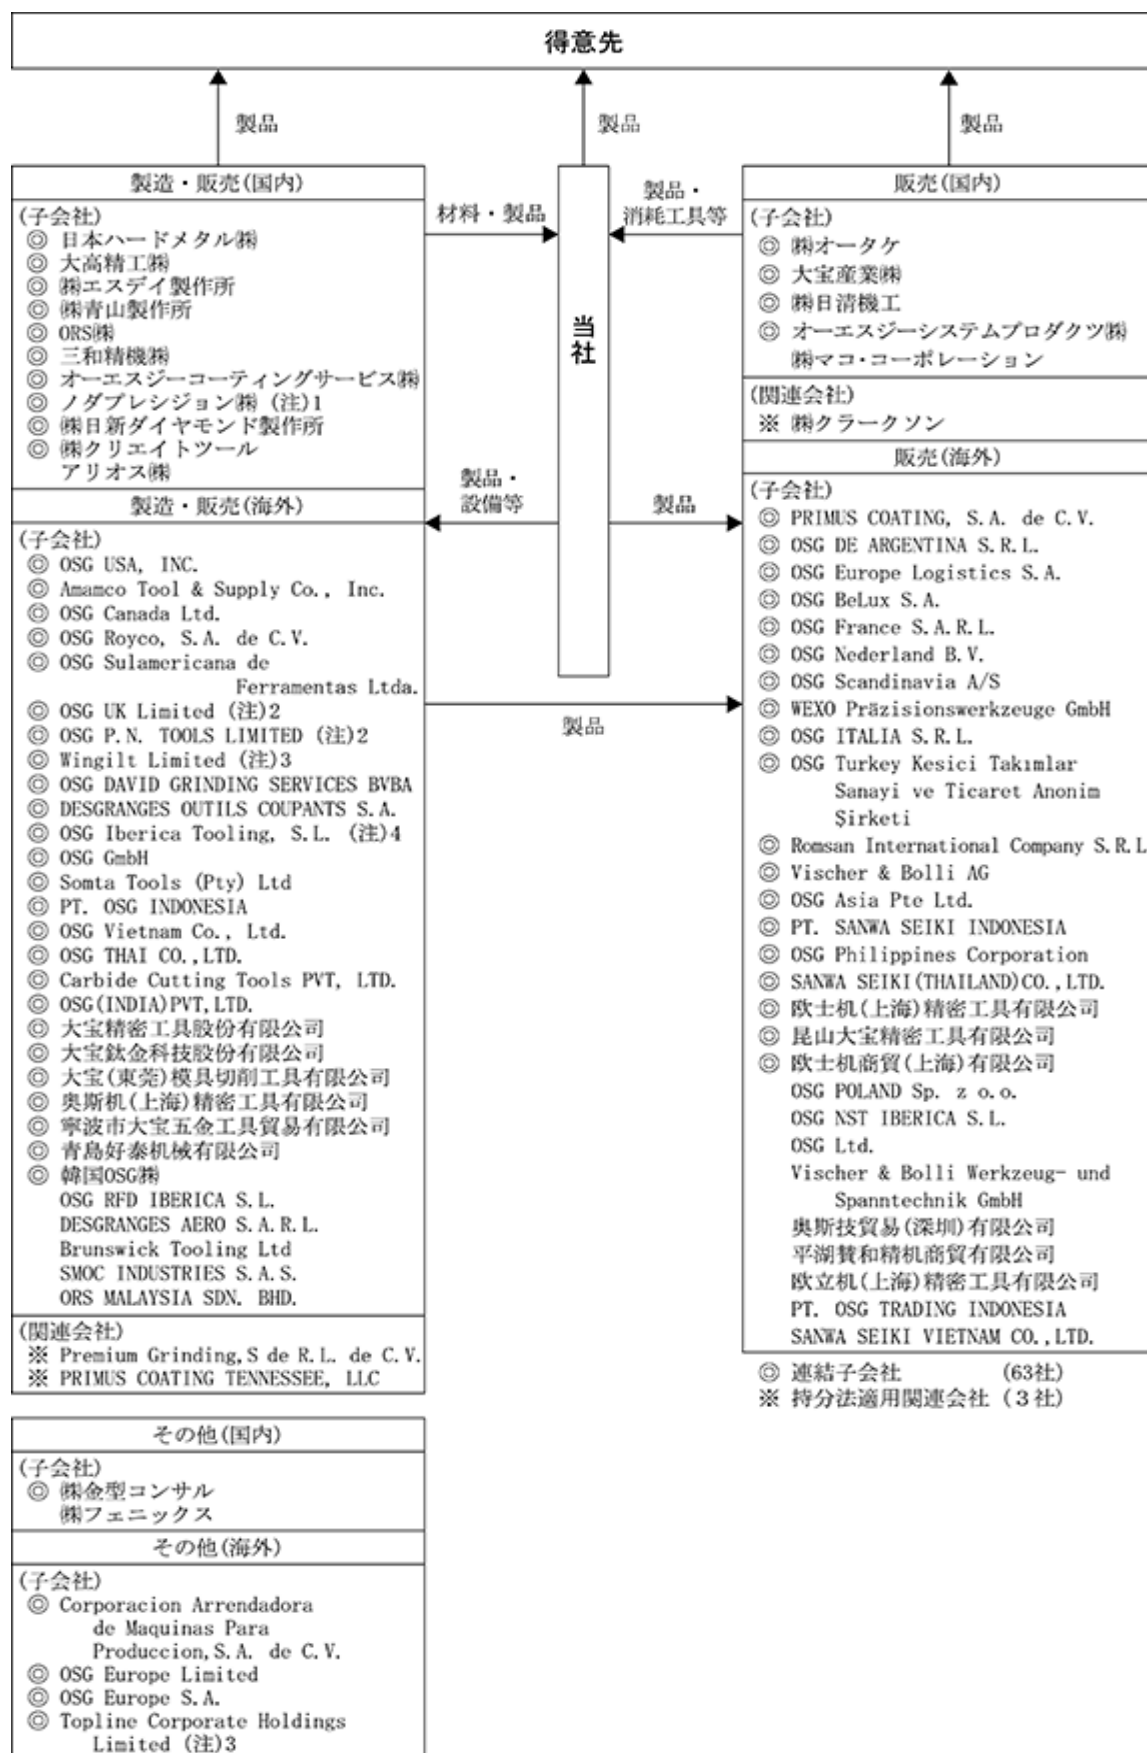 得意先
製品
製品
製品
製造・販売(国内)
(子会社)
◎ 日本ハードメタル㈱
◎ 大高精工㈱
◎ ㈱エスデイ製作所
◎ ㈱青山製作所
◎ ORS㈱
◎ 三和精機㈱
◎ オーエスジーコーティングサービス㈱
◎ ノダプレシジョン㈱ (注)1
◎ ㈱日新ダイヤモンド製作所
◎ ㈱クリエイトツール
アリオス㈱
製造・販売(海外)
(子会社)
◎ OSG USA, INC.
◎ Amamco Tool & Supply Co., Inc.
◎ OSG Canada Ltd.
◎ OSG Royco, S.A. de C.V.
◎ OSG Sulamericana de
Ferramentas Ltda.
◎ OSG UK Limited (注)2
◎ OSG P.N. TOOLS LIMITED (注)2
◎ Wingilt Limited (注)3
◎ OSG DAVID GRINDING SERVICES BVBA
◎ DESGRANGES OUTILS COUPANTS S.A.
◎ OSG Iberica Tooling, S.L. (注)4
◎ OSG GmbH
◎ Somta Tools (Pty) Ltd
◎ PT. OSG INDONESIA
◎ OSG Vietnam Co., Ltd.
◎ OSG THAI CO.,LTD.
◎ Carbide Cutting Tools PVT, LTD.
◎ OSG(INDIA)PVT,LTD.
◎ 大宝精密工具股份有限公司
◎ 大宝鈦金科技股份有限公司
◎ 大宝(東莞)模具切削工具有限公司
◎ 奥斯机(上海)精密工具有限公司
◎ 寧波市大宝五金工具貿易有限公司
◎ 青島好泰机械有限公司
◎ 韓国OSG㈱
OSG RFD IBERICA S.L.
DESGRANGES AERO S.A.R.L.
Brunswick Tooling Ltd
SMOC INDUSTRIES S.A.S.
ORS MALAYSIA SDN. BHD.
(関連会社)
※ Premium Grinding,S de R.L. de C.V.
※ PRIMUS COATING TENNESSEE, LLC
材料・製品
製品・
消耗工具等
当社
製品・
設備等
製品
製品
販売(国内)
(子会社)
◎ ㈱オータケ
◎ 大宝産業㈱
◎ ㈱日清機工
◎ オーエスジーシステムプロダクツ㈱
㈱マコ・コーポレーション
(関連会社)
※ ㈱クラークソン
販売(海外)
(子会社)
◎ PRIMUS COATING, S.A. de C.V.
◎ OSG DE ARGENTINA S.R.L.
◎ OSG Europe Logistics S.A.
◎ OSG BeLux S.A.
◎ OSG France S.A.R.L.
◎ OSG Nederland B.V.
◎ OSG Scandinavia A/S
◎ WEXO Präzisionswerkzeuge GmbH
◎ OSG ITALIA S.R.L.
◎ OSG Turkey Kesici Takımlar
Sanayi ve Ticaret Anonim
Şirketi
◎ Romsan International Company S.R.L
◎ Vischer & Bolli AG
◎ OSG Asia Pte Ltd.
◎ PT. SANWA SEIKI INDONESIA
◎ OSG Philippines Corporation
◎ SANWA SEIKI(THAILAND)CO.,LTD.
◎ 欧士机(上海)精密工具有限公司
◎ 昆山大宝精密工具有限公司
◎ 欧士机商貿(上海)有限公司
OSG POLAND Sp. z o.o.
OSG NST IBERICA S.L.
OSG Ltd.
Vischer & Bolli Werkzeug- und
Spanntechnik GmbH
奥斯技貿易(深圳)有限公司
平湖賛和精机商貿有限公司
欧立机(上海)精密工具有限公司
PT. OSG TRADING INDONESIA
SANWA SEIKI VIETNAM CO.,LTD.
◎ 連結子会社 (63社)
※ 持分法適用関連会社 (３社)
その他(国内)
(子会社)
◎ ㈱金型コンサル
㈱フェニックス
その他(海外)
(子会社)
◎ Corporacion Arrendadora
de Maquinas Para
Produccion,S.A. de C.V.
◎ OSG Europe Limited
◎ OSG Europe S.A.
◎ Topline Corporate Holdings
Limited (注)3